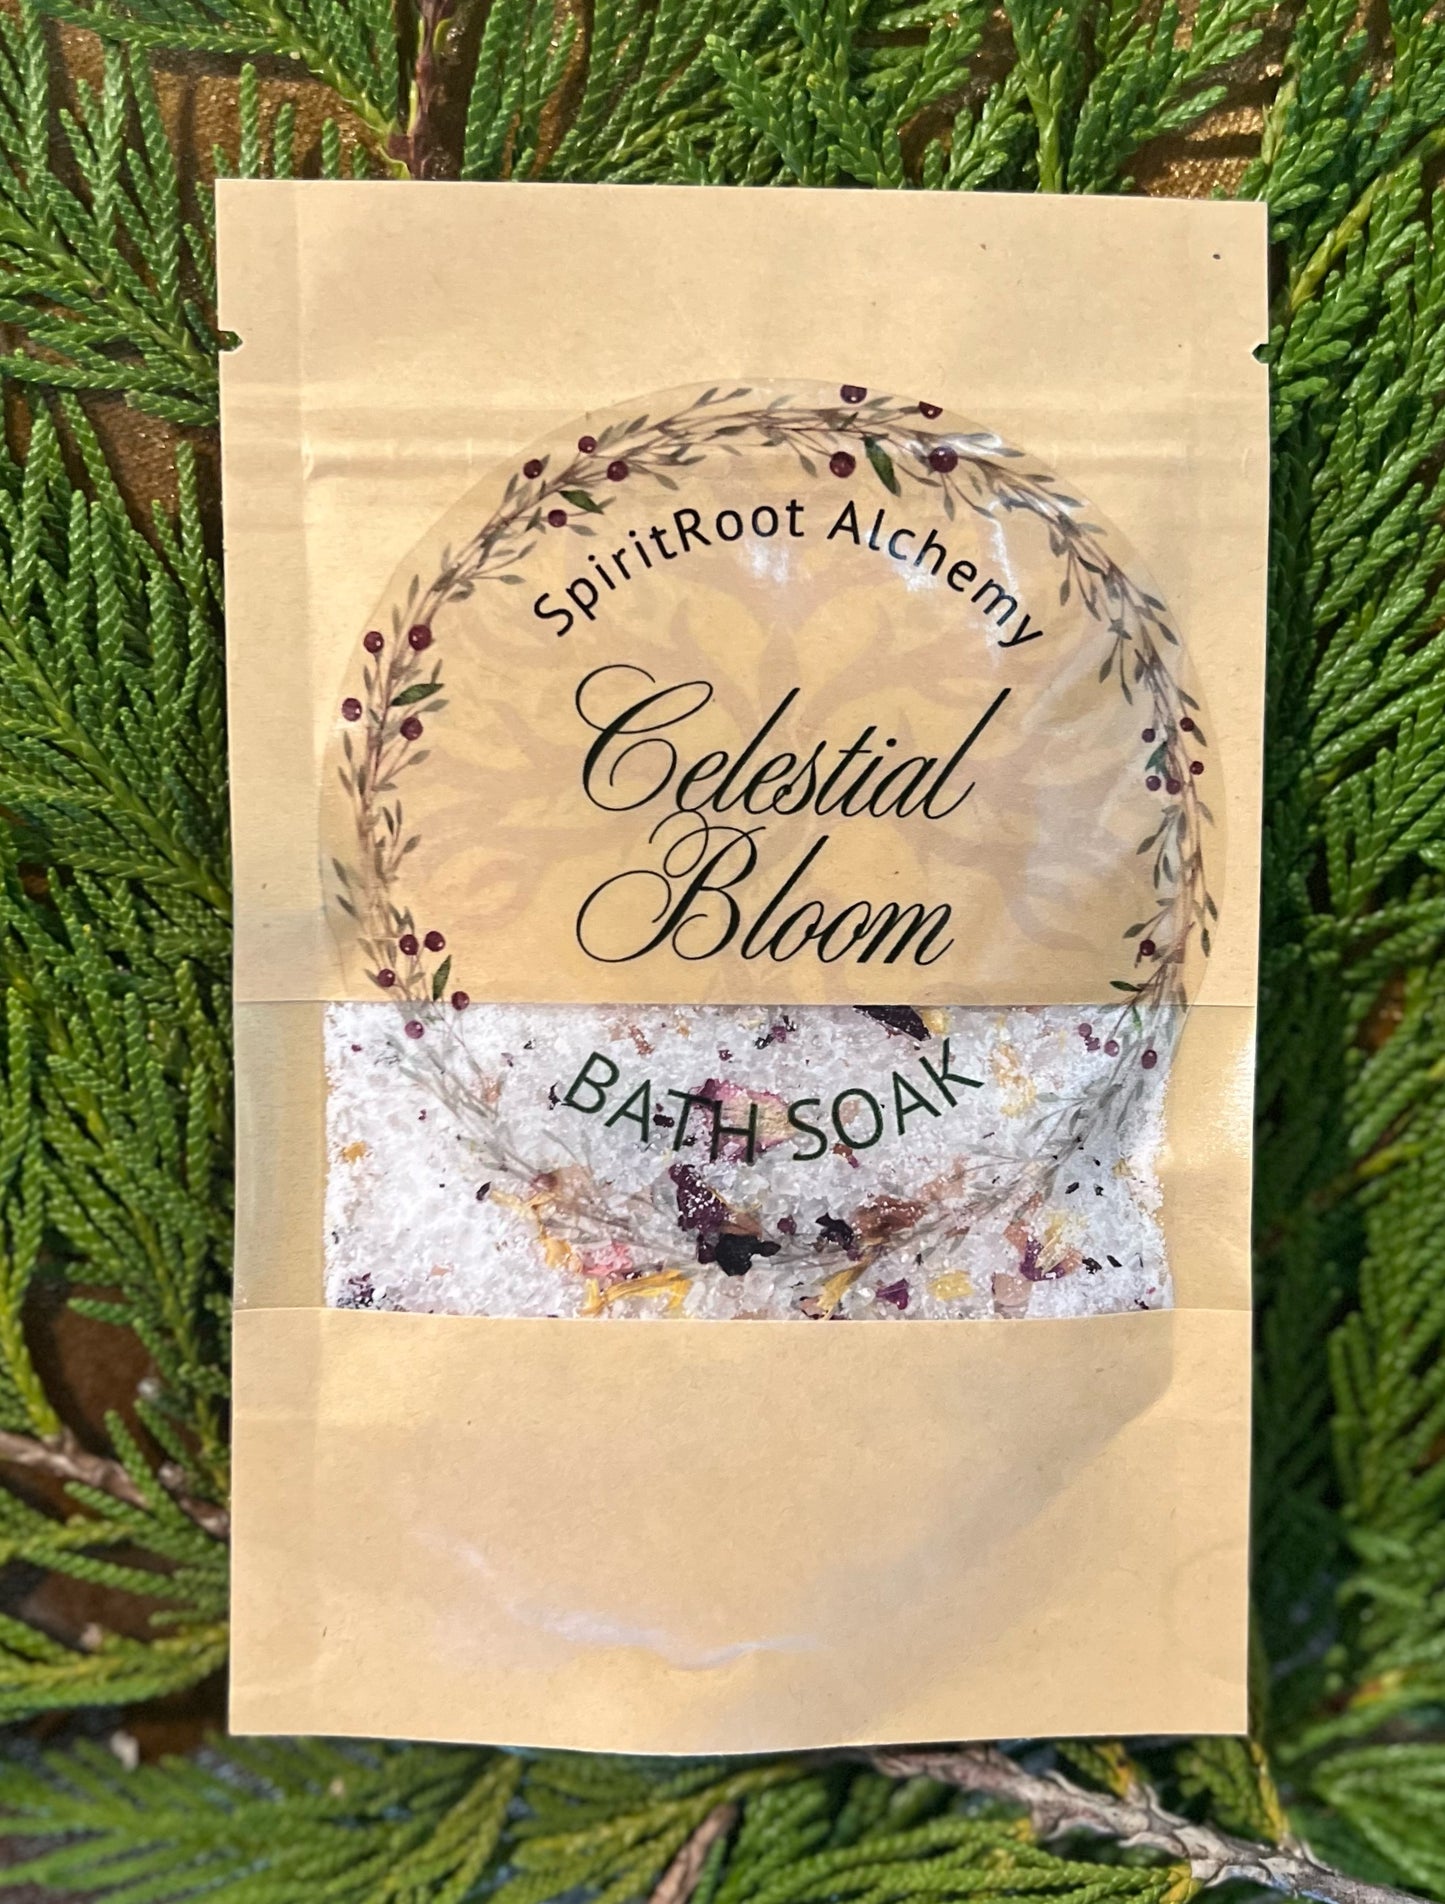 SpiritRoot Alchemy
Celestial
Bloom
BATH SOAK